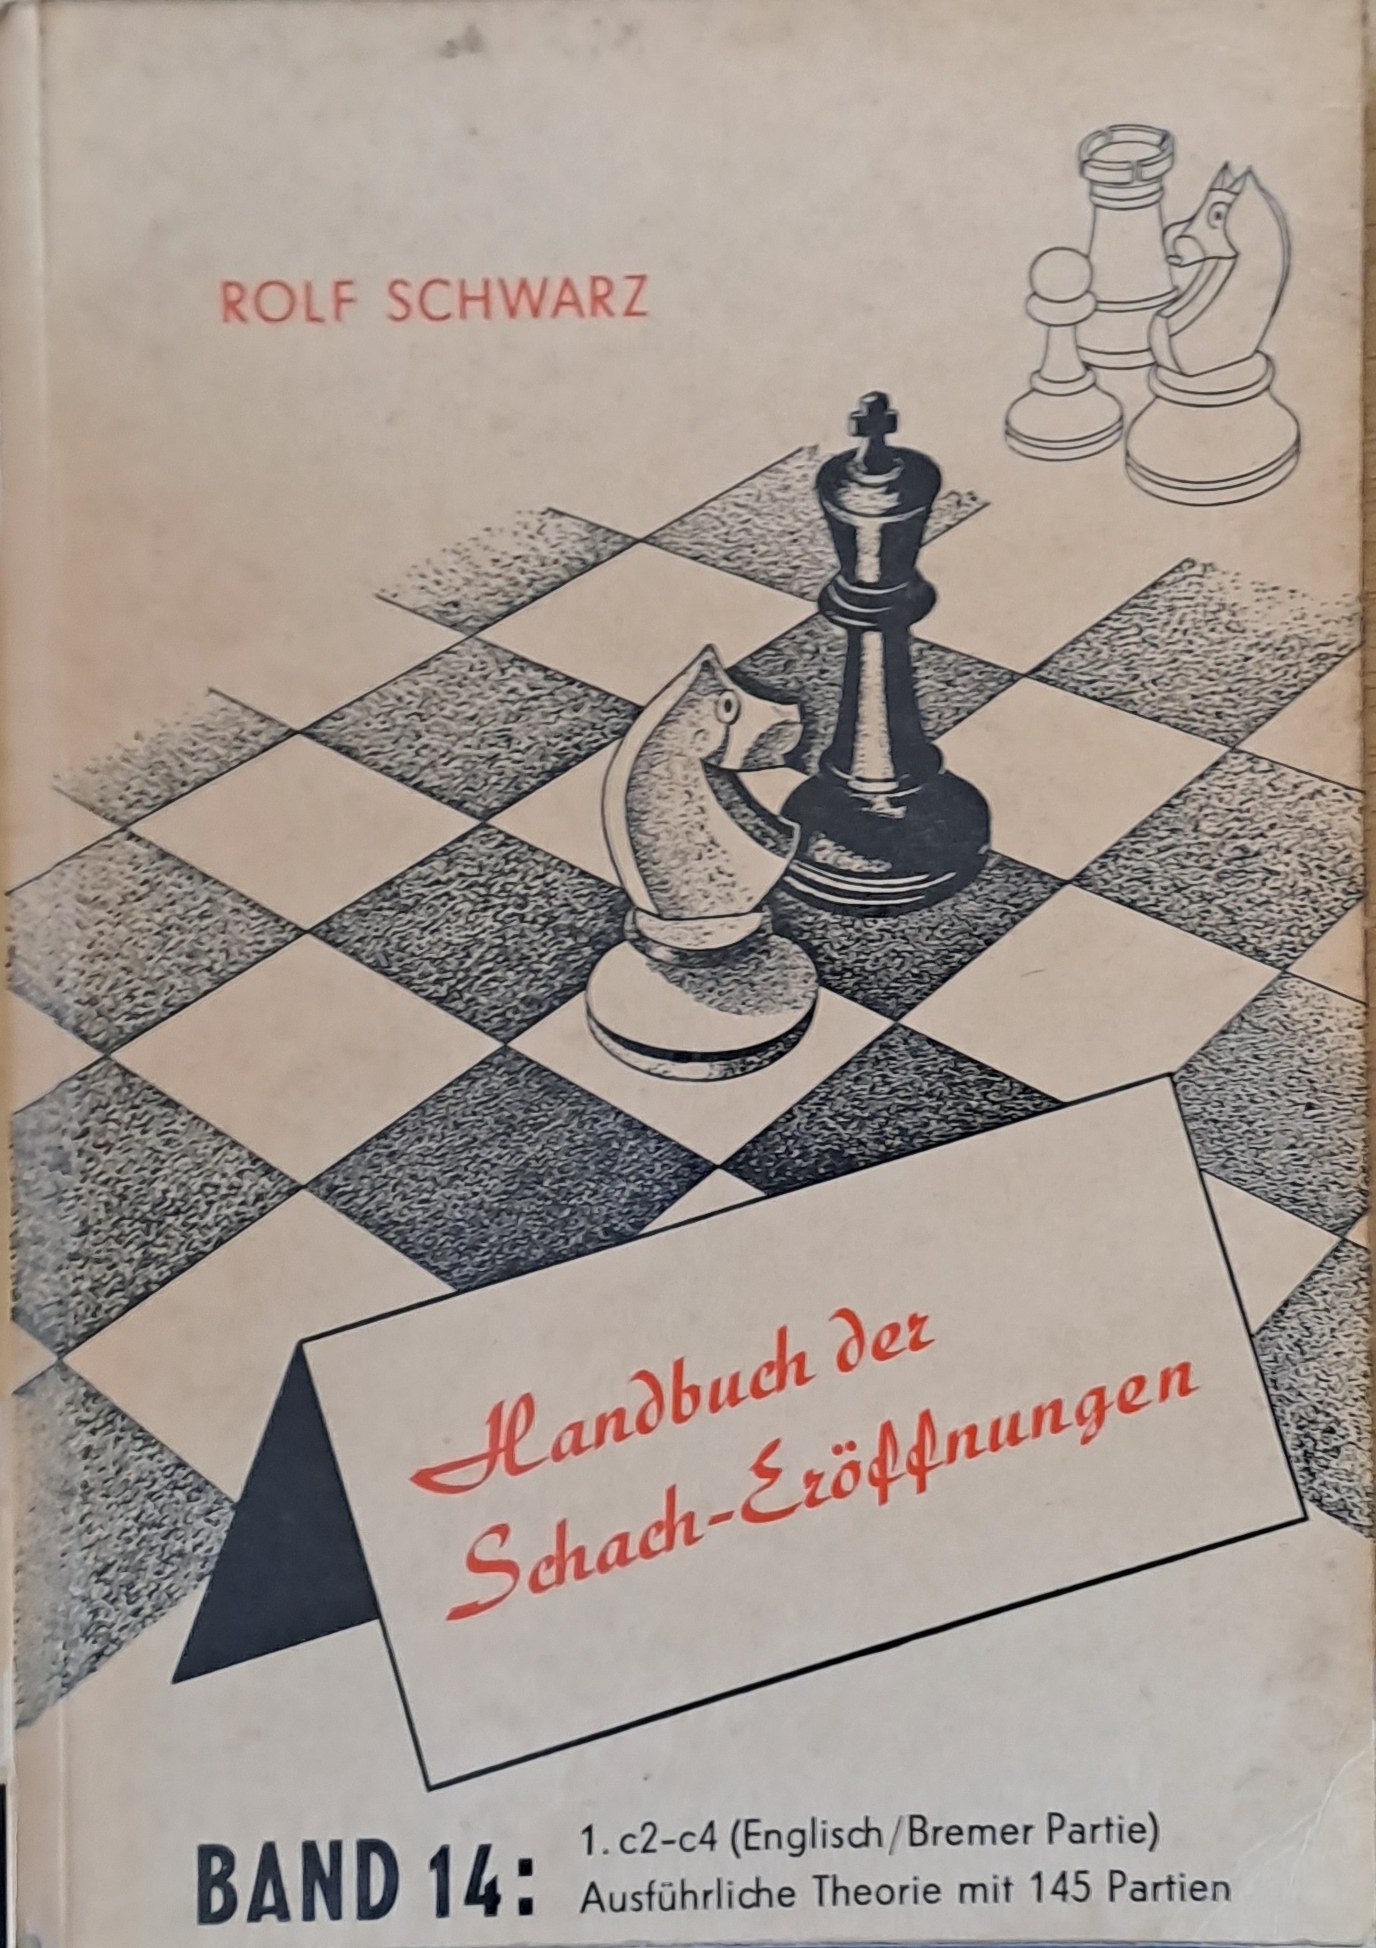 ROLF SCHWARZ
Handbuch der
Schach-Eröffnungen
BAND 14:
1. c2-c4 (Englisch/Bremer Partie)
Ausführliche Theorie mit 145 Partien